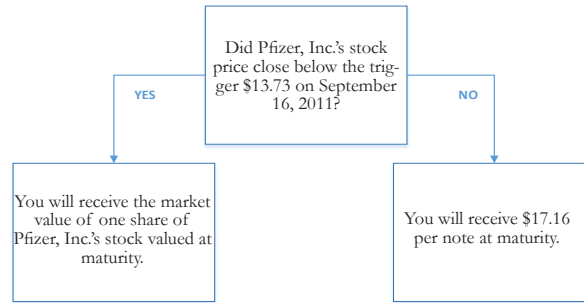 Did Pfizer, Inc.'s stock
price close below the trig-
ger $13.73 on September
16, 2011?
YES
NO
You will receive the market
value of one share of
Pfizer, Inc.'s stock valued at
maturity.
You will receive $17.16
per note at maturity.